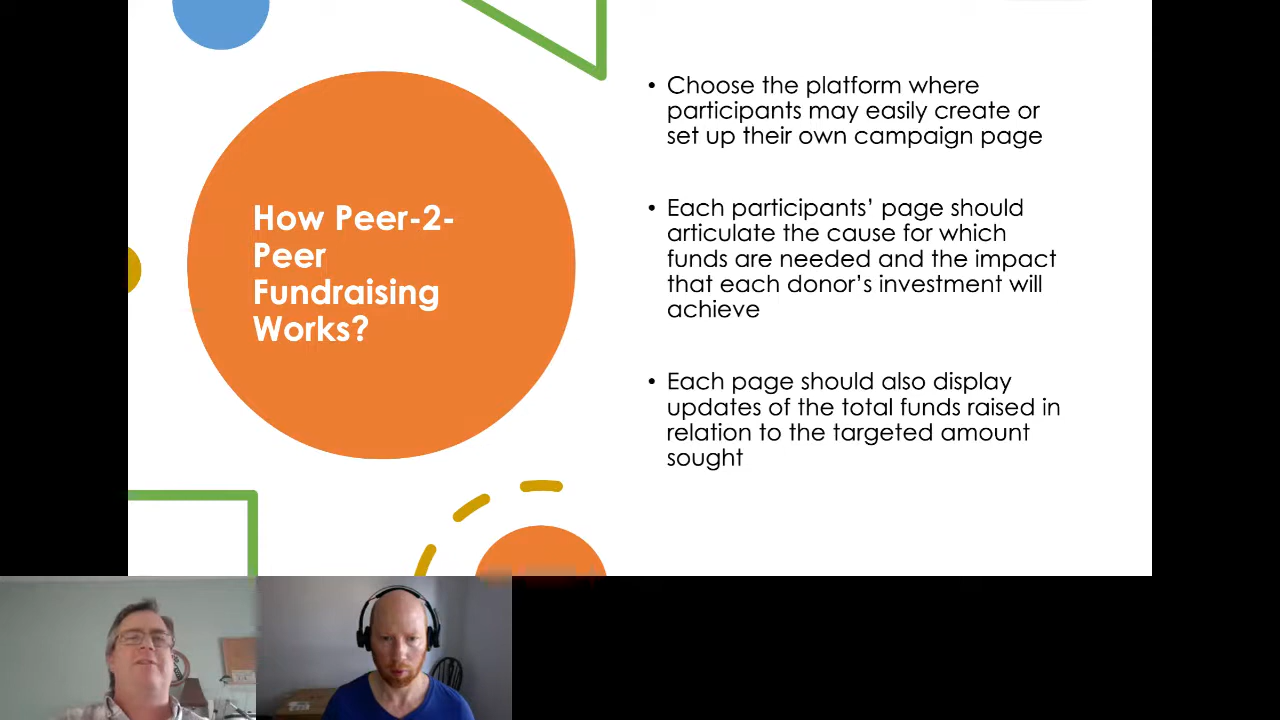 How Peer-2-
Peer
Fundraising
Works?
• Choose the platform where
participants may easily create or
set up their own campaign page
• Each participants’ page should
articulate the cause for which
funds are needed and the impact
that each donor’s investment will
achieve
• Each page should also display
updates of the total funds raised in
relation to the targeted amount
sought